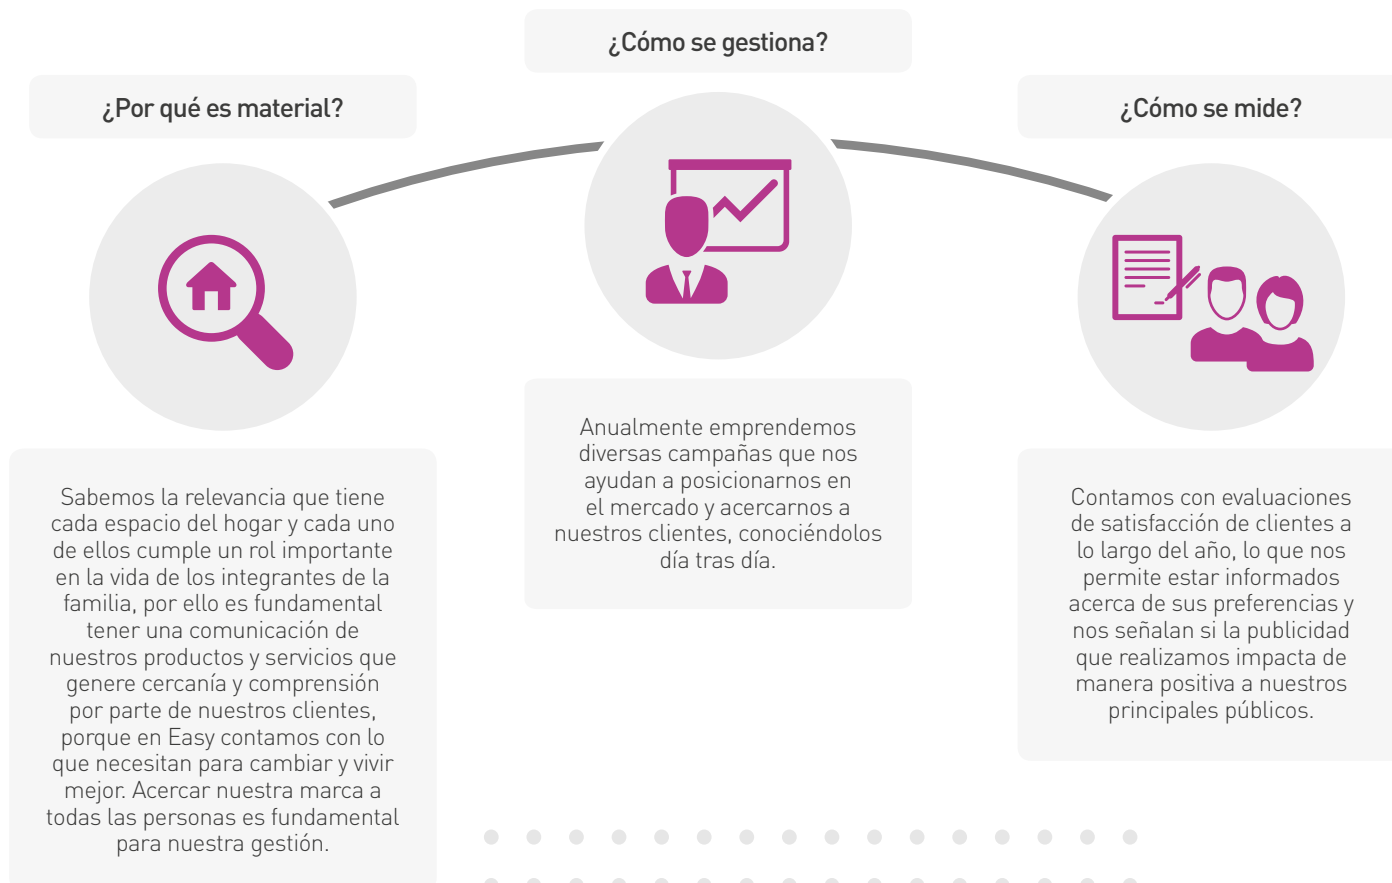 ¿Por qué es material?
Sabemos la relevancia que tiene
cada espacio del hogar y cada uno
de ellos cumple un rol importante
en la vida de los integrantes de la
familia, por ello es fundamental
tener una comunicación de
nuestros productos y servicios que
genere cercanía y comprensión
por parte de nuestros clientes,
porque en Easy contamos con lo
que necesitan para cambiar y vivir
mejor. Acercar nuestra marca a
todas las personas es fundamental
para nuestra gestión.
¿Cómo se gestiona?
Anualmente emprendemos
diversas campañas que nos
ayudan a posicionarnos en
el mercado y acercarnos a
nuestros clientes, conociéndolos
día tras día.
¿Cómo se mide?
Contamos con evaluaciones
de satisfacción de clientes a
lo largo del año, lo que nos
permite estar informados
acerca de sus preferencias y
nos señalan si la publicidad
que realizamos impacta de
manera positiva a nuestros
principales públicos.